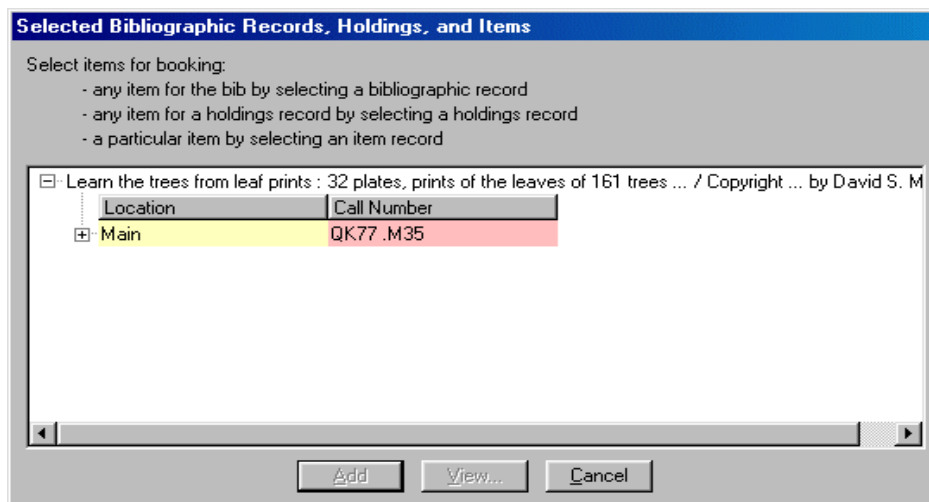 Selected Bibliographic Records, Holdings, and Items
Select items for booking:
- any item for the bib by selecting a bibliographic record
- any item for a holdings record by selecting a holdings record
- a particular item by selecting an item record
Learn the trees from leaf prints : 32 plates, prints of the leaves of 161 trees ... / Copyright ... by David S. M
Location Call Number
Main QK77 .M35
Add View... Cancel